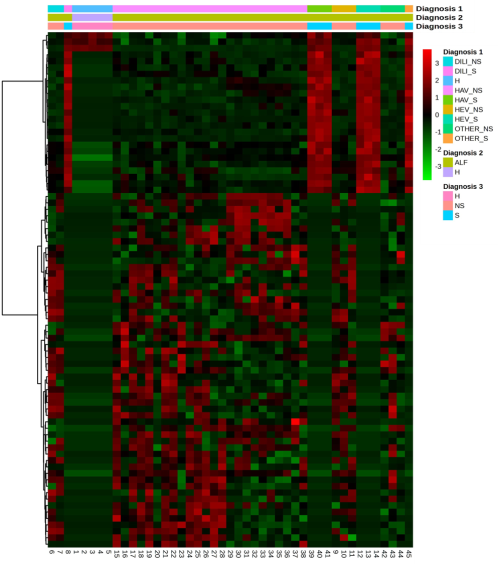 Diagnosis 1
Diagnosis 2
Diagnosis 3
3
2
1
0
-1
-2
-3
Diagnosis 1
DILI_NS
DILI_S
H
HAV_NS
HAV_S
HEV_NS
HEV_S
OTHER_NS
OTHER_S
Diagnosis 2
ALF
H
Diagnosis 3
H
NS
S
6 7 8 1 2 3 4 5 15 16 17 18 19 20 21 22 23 24 25 26 27 28 29 30 31 32 33 34 35 36 37 38 39 40 41 9 10 11 12 13 14 42 43 44 45